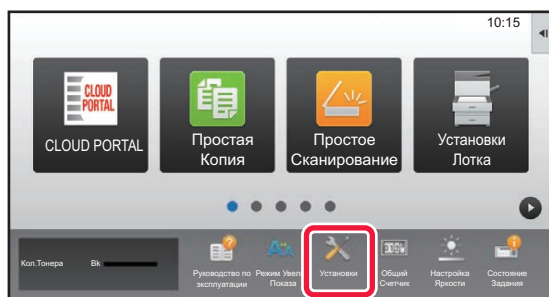 10:15
CLOUD
PORTAL
CLOUD PORTAL
Простая
Копия
Простое
Сканирование
Установки
Лотка
Кол.Тонера
Bk
Руководство по
эксплуатации
Режим Увел
Показа
Установки
Общий
Счетчик
Настройка
Яркости
Состояние
Задания